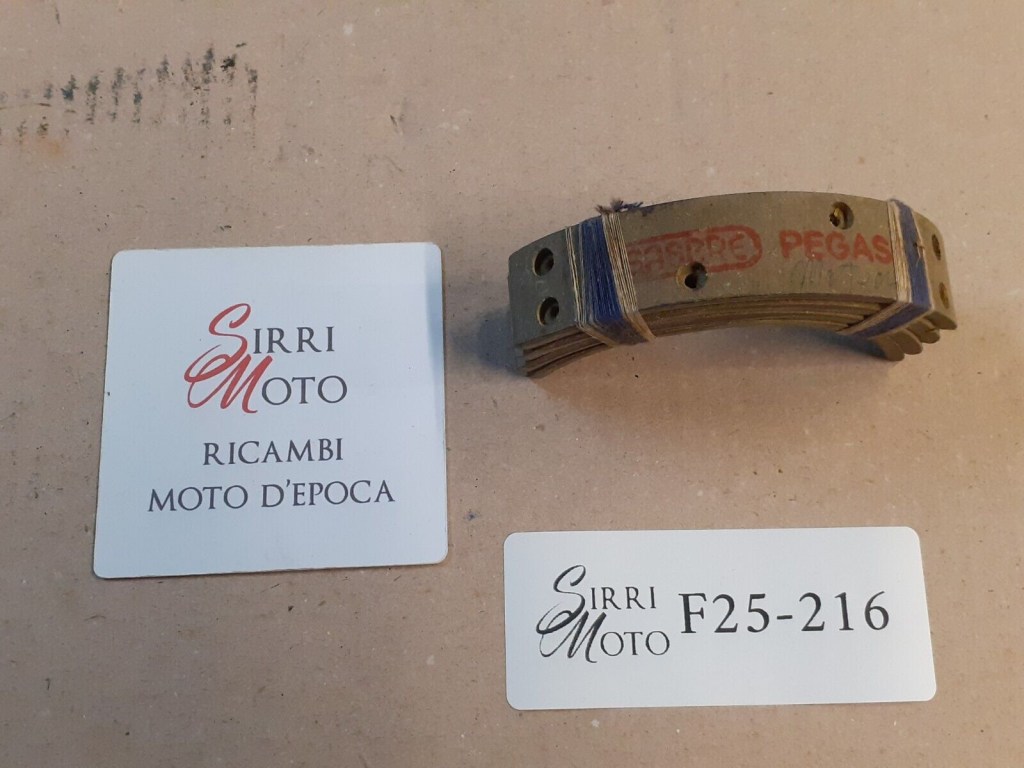 SIRRI
MOTO
RICAMBI
MOTO D'EPOCA
PEGAS
SIRRI
MOTO
F25-216